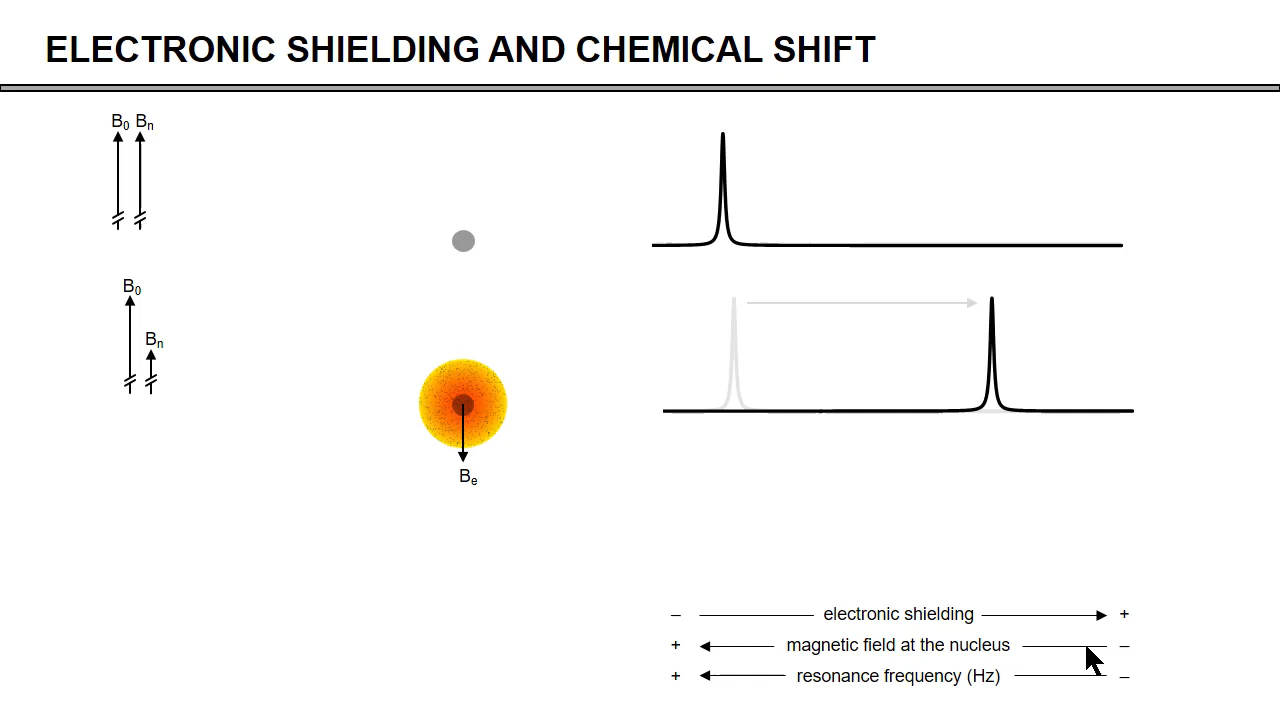 ELECTRONIC SHIELDING AND CHEMICAL SHIFT
B0 Bn
B0
Bn
Be
– electronic shielding +
+ magnetic field at the nucleus –
+ resonance frequency (Hz) –